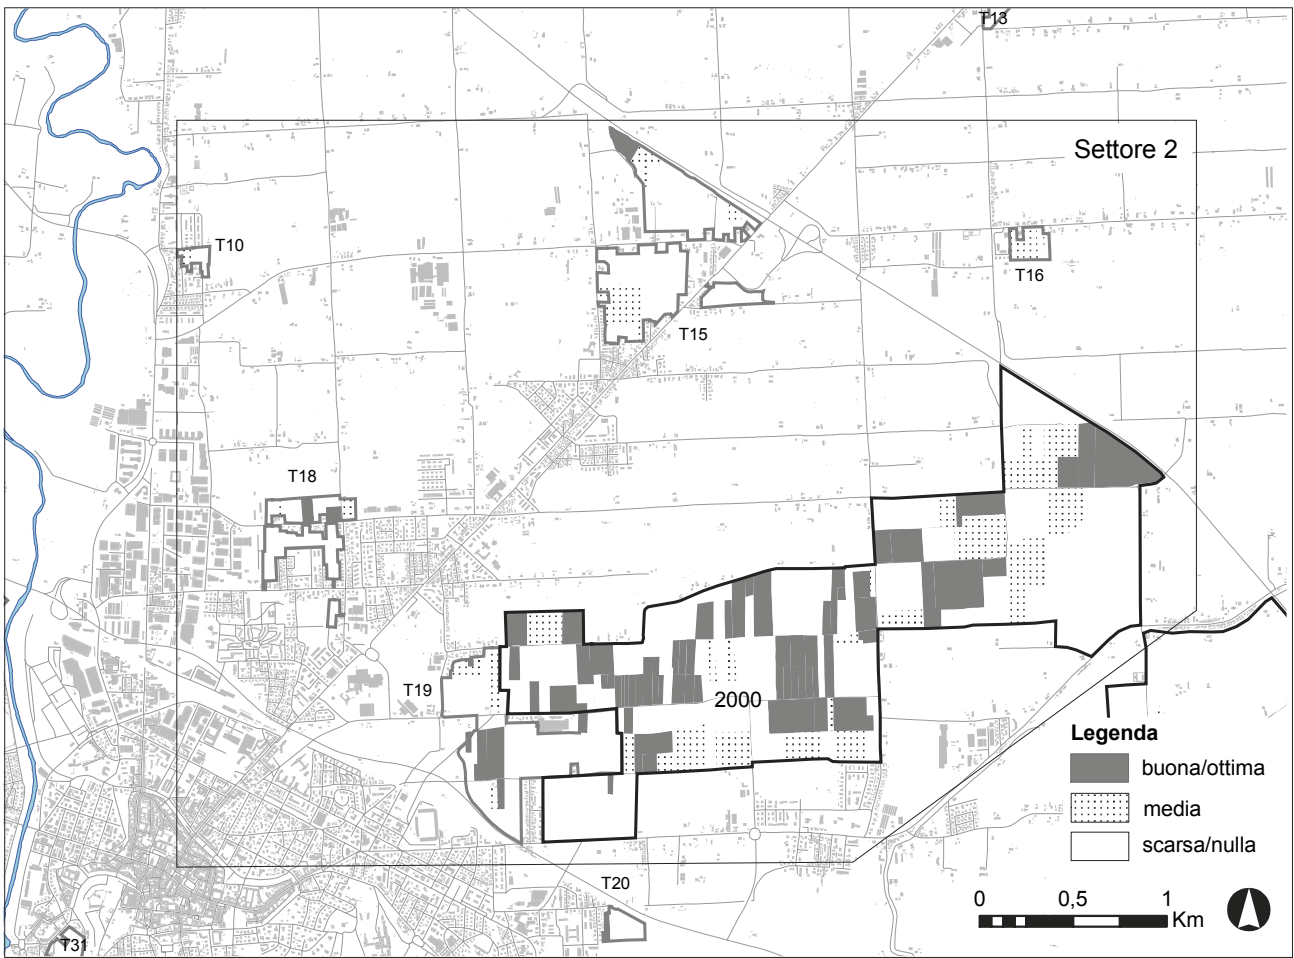 T13
Settore 2
T10
T16
T15
T18
T19
2000
Legenda
buona/ottima
media
scarsa/nulla
T20
0 0,5 1
Km
T31